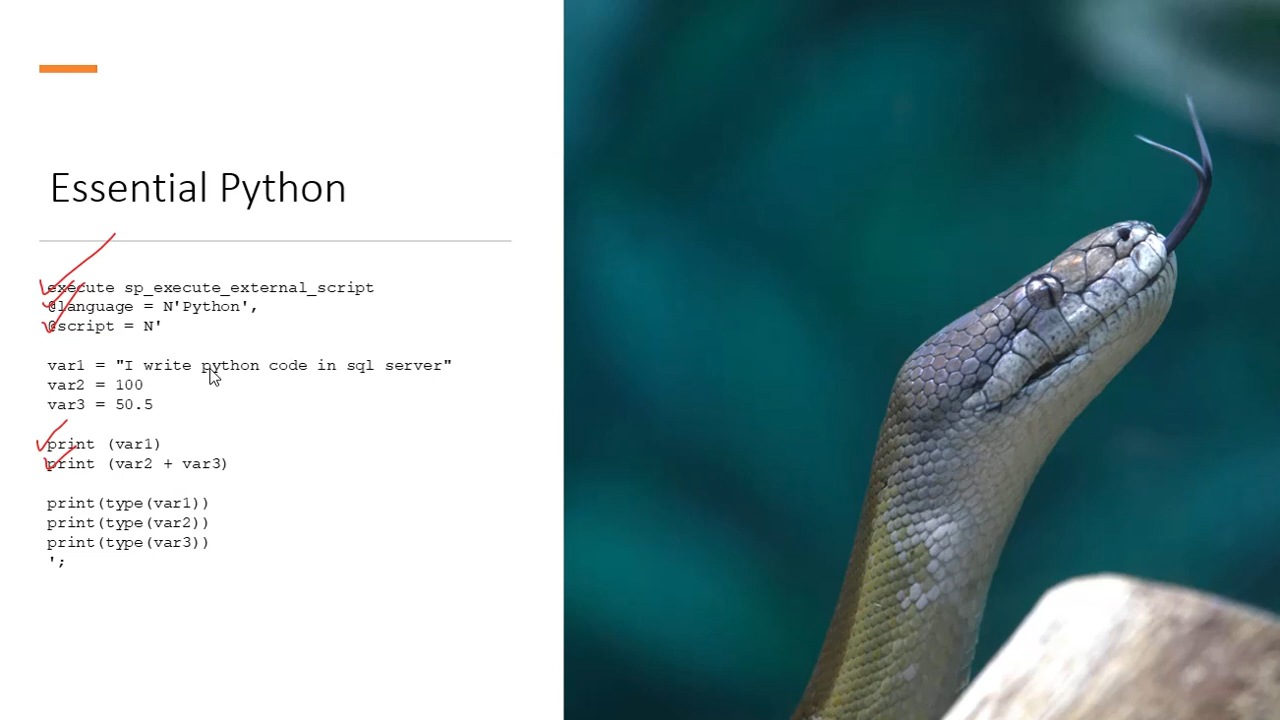 Essential Python
execute sp_execute_external_script
@language = N'Python',
@script = N'
var1 = "I write python code in sql server"
var2 = 100
var3 = 50.5
print (var1)
print (var2 + var3)
print(type(var1))
print(type(var2))
print(type(var3))
';